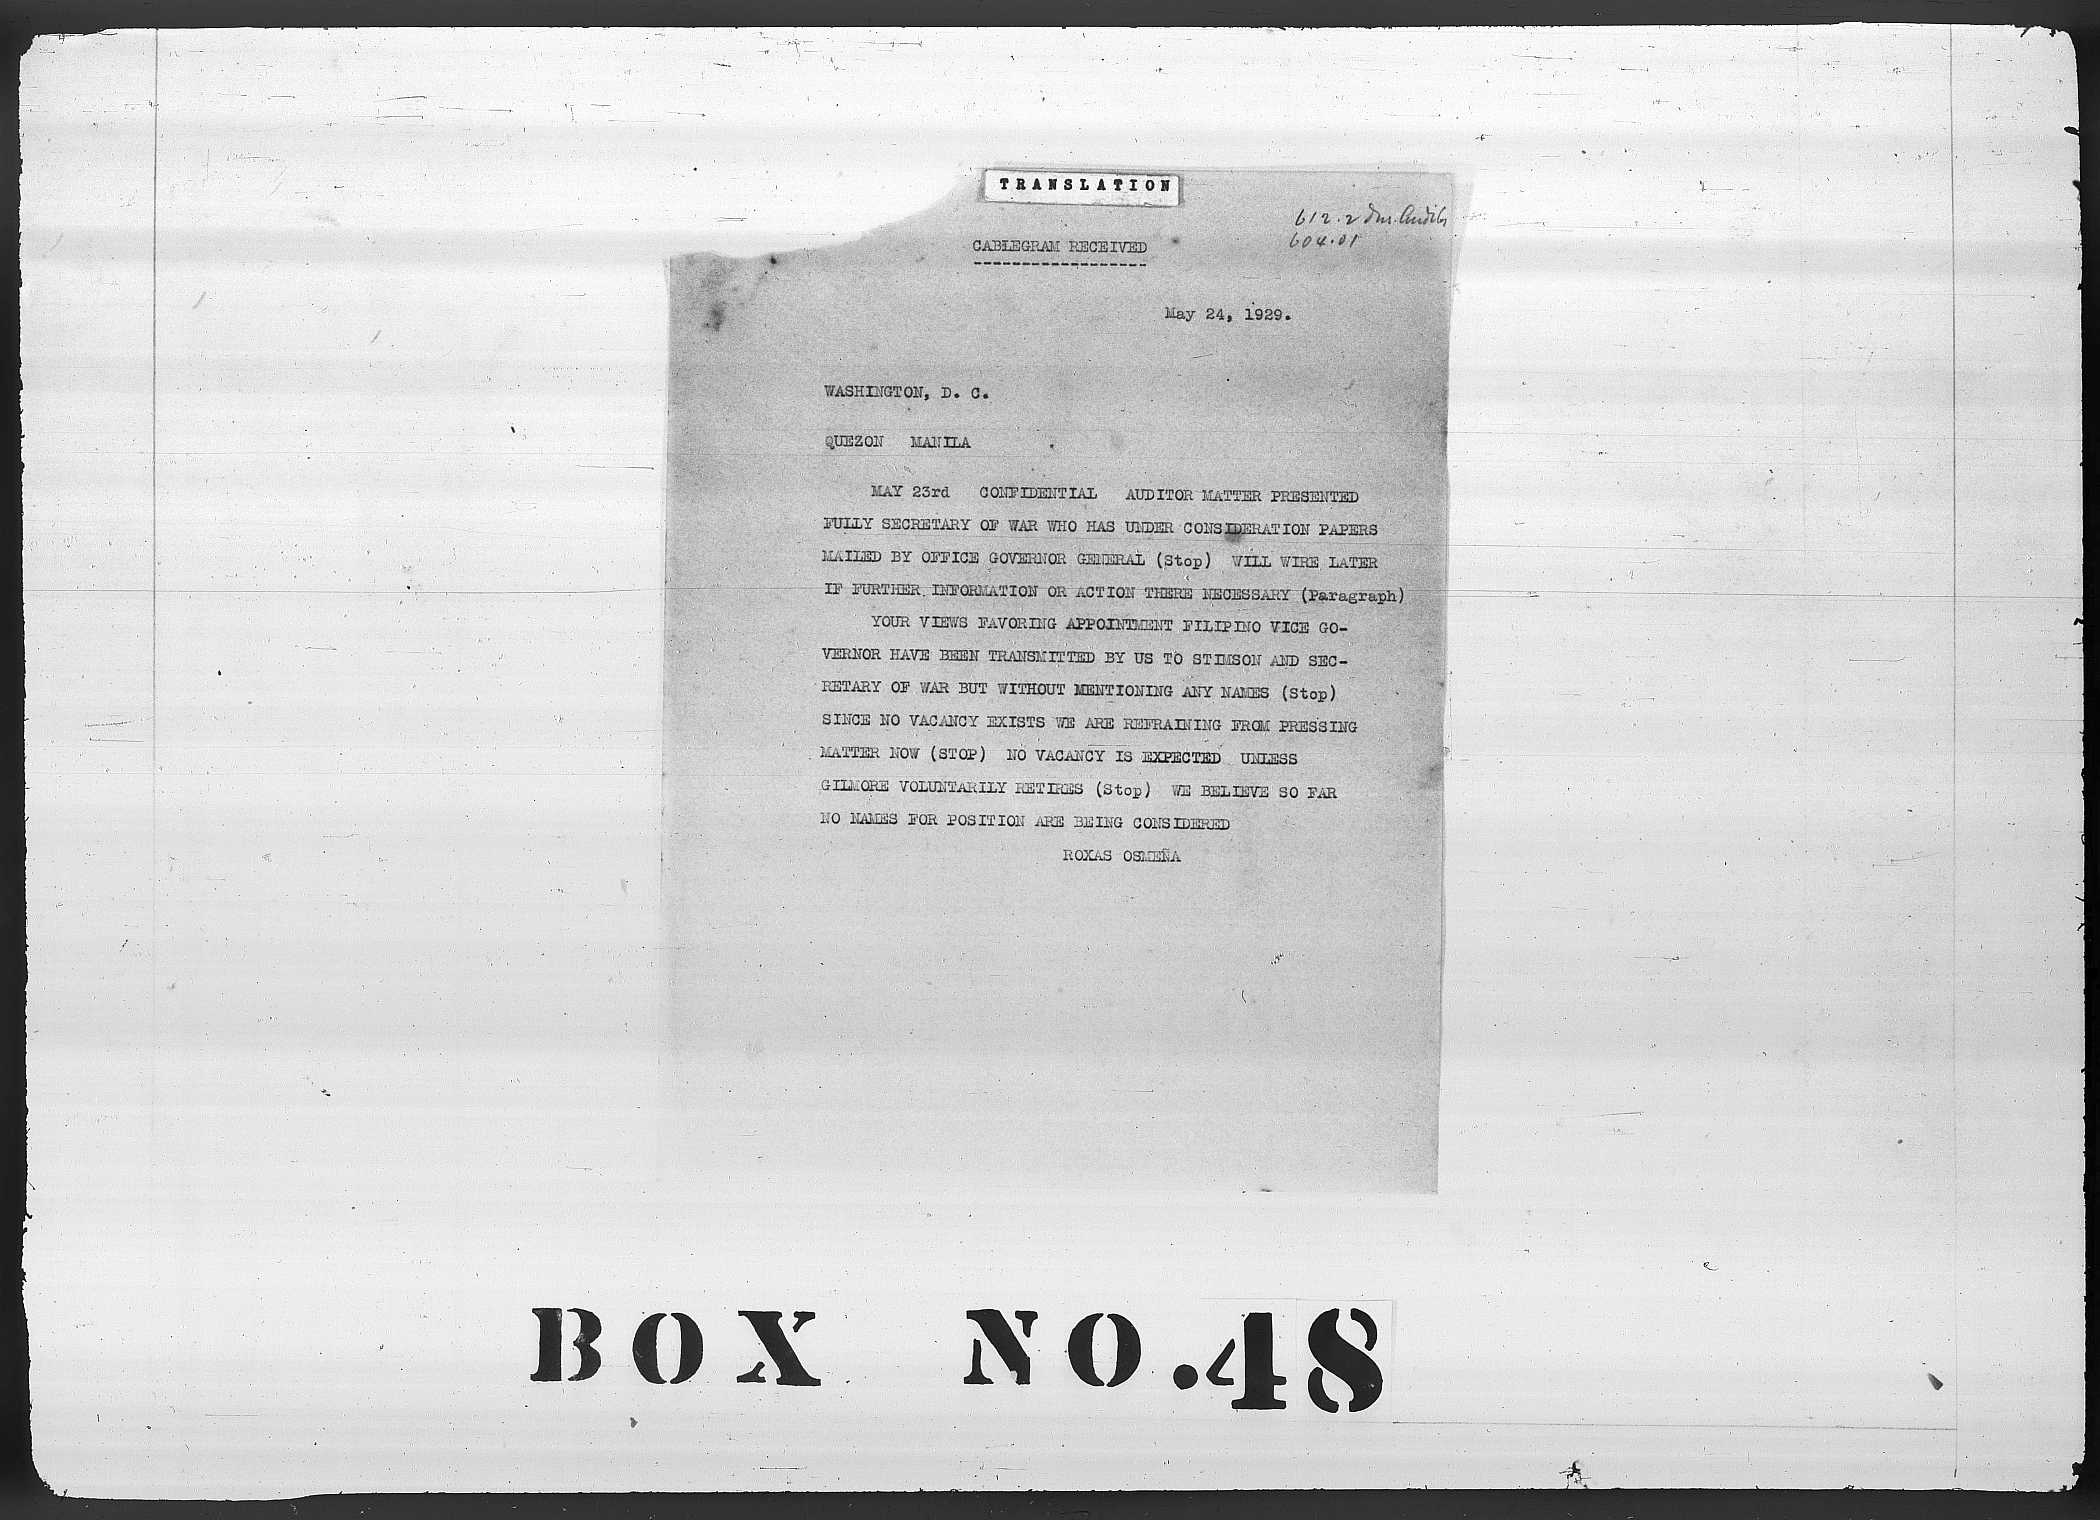 TRANSLATION
612.2
604.01
CABLEGRAM RECEIVED
May 24, 1929.
WASHINGTON, D. C.
QUEZON MANILA
MAY 23rd CONFIDENTIAL AUDITOR MATTER PRESENTED
FULLY SECRETARY OF WAR WHO HAS UNDER CONSIDERATION PAPERS
MAILED BY OFFICE GOVERNOR GENERAL (Stop) WILL WIRE LATER
IF FURTHER INFORMATION OR ACTION THERE NECESSARY (Paragraph)
YOUR VIEWS FAVORING APPOINTMENT FILIPINO VICE GO-
VERNOR HAVE BEEN TRANSMITTED BY US TO STIMSON AND SEC-
RETARY OF WAR BUT WITHOUT MENTIONING ANY NAMES (Stop)
SINCE NO VACANCY EXISTS WE ARE REFRAINING FROM PRESSING
MATTER NOW (STOP) NO VACANCY IS EXPECTED UNLESS
GILMORE VOLUNTARILY RETIRES (Stop) WE BELIEVE SO FAR
NO NAMES FOR POSITION ARE BEING CONSIDERED
ROXAS OSMEÑA
BOX NO.48